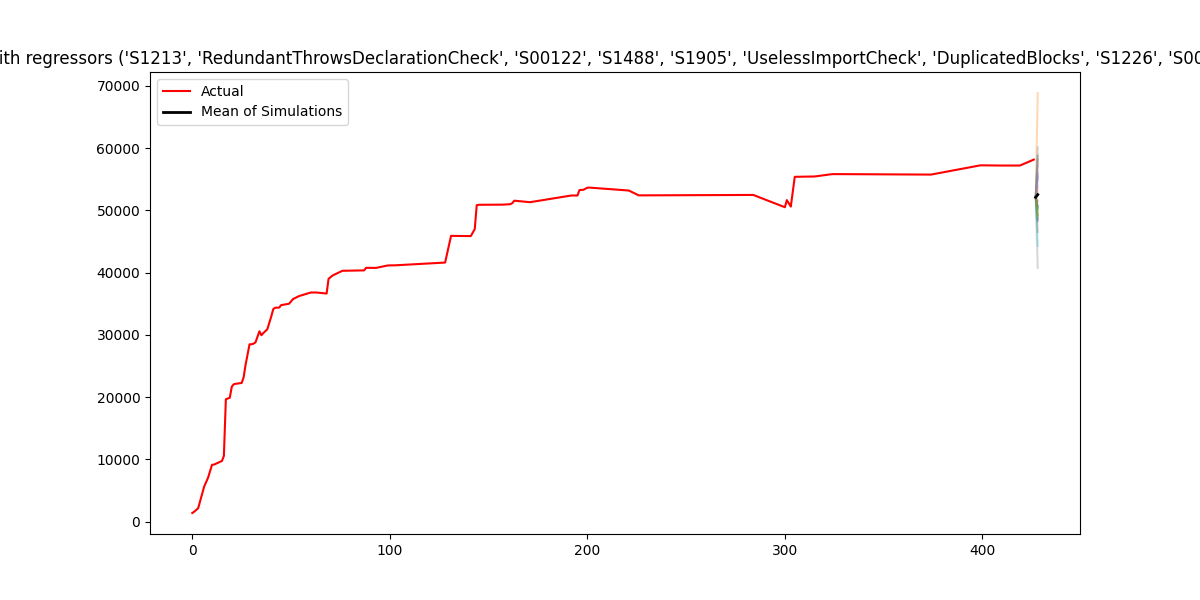 ith regressors ('S1213', 'RedundantThrowsDeclarationCheck', 'S00122', 'S1488', 'S1905', 'UselessImportCheck', 'DuplicatedBlocks', 'S1226', 'S00
Actual
Mean of Simulations
70000
60000
50000
40000
30000
20000
10000
0
0 100 200 300 400